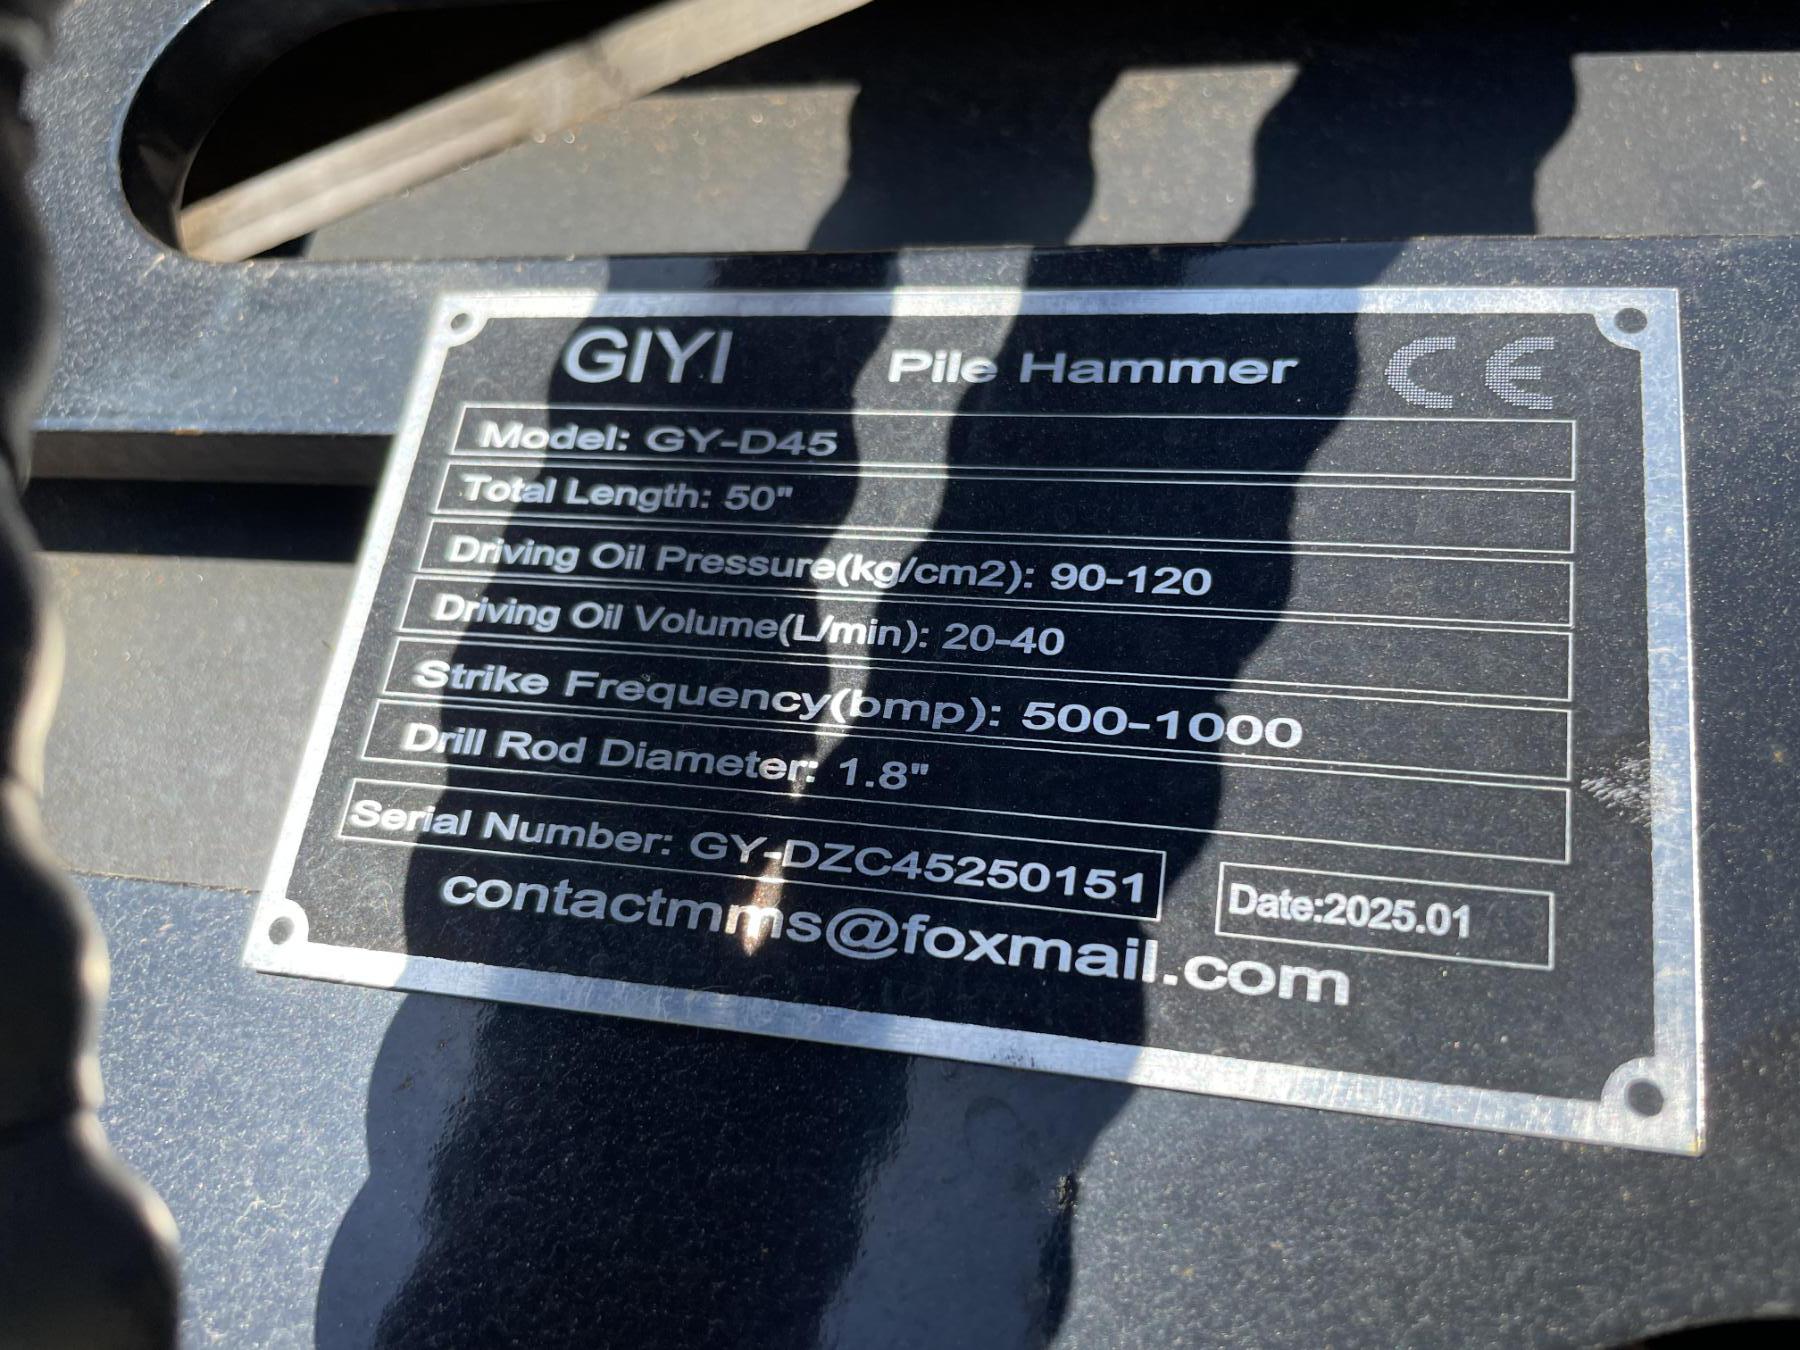 GIYI Pile Hammer CE
Model: GY-D45
Total Length: 50"
Driving Oil Pressure(kg/cm2): 90-120
Driving Oil Volume(L/min): 20-40
Strike Frequency(bmp): 500-1000
Drill Rod Diameter: 1.8"
Serial Number: GY-DZC45250151
Date:2025.01
contactmms@foxmail.com